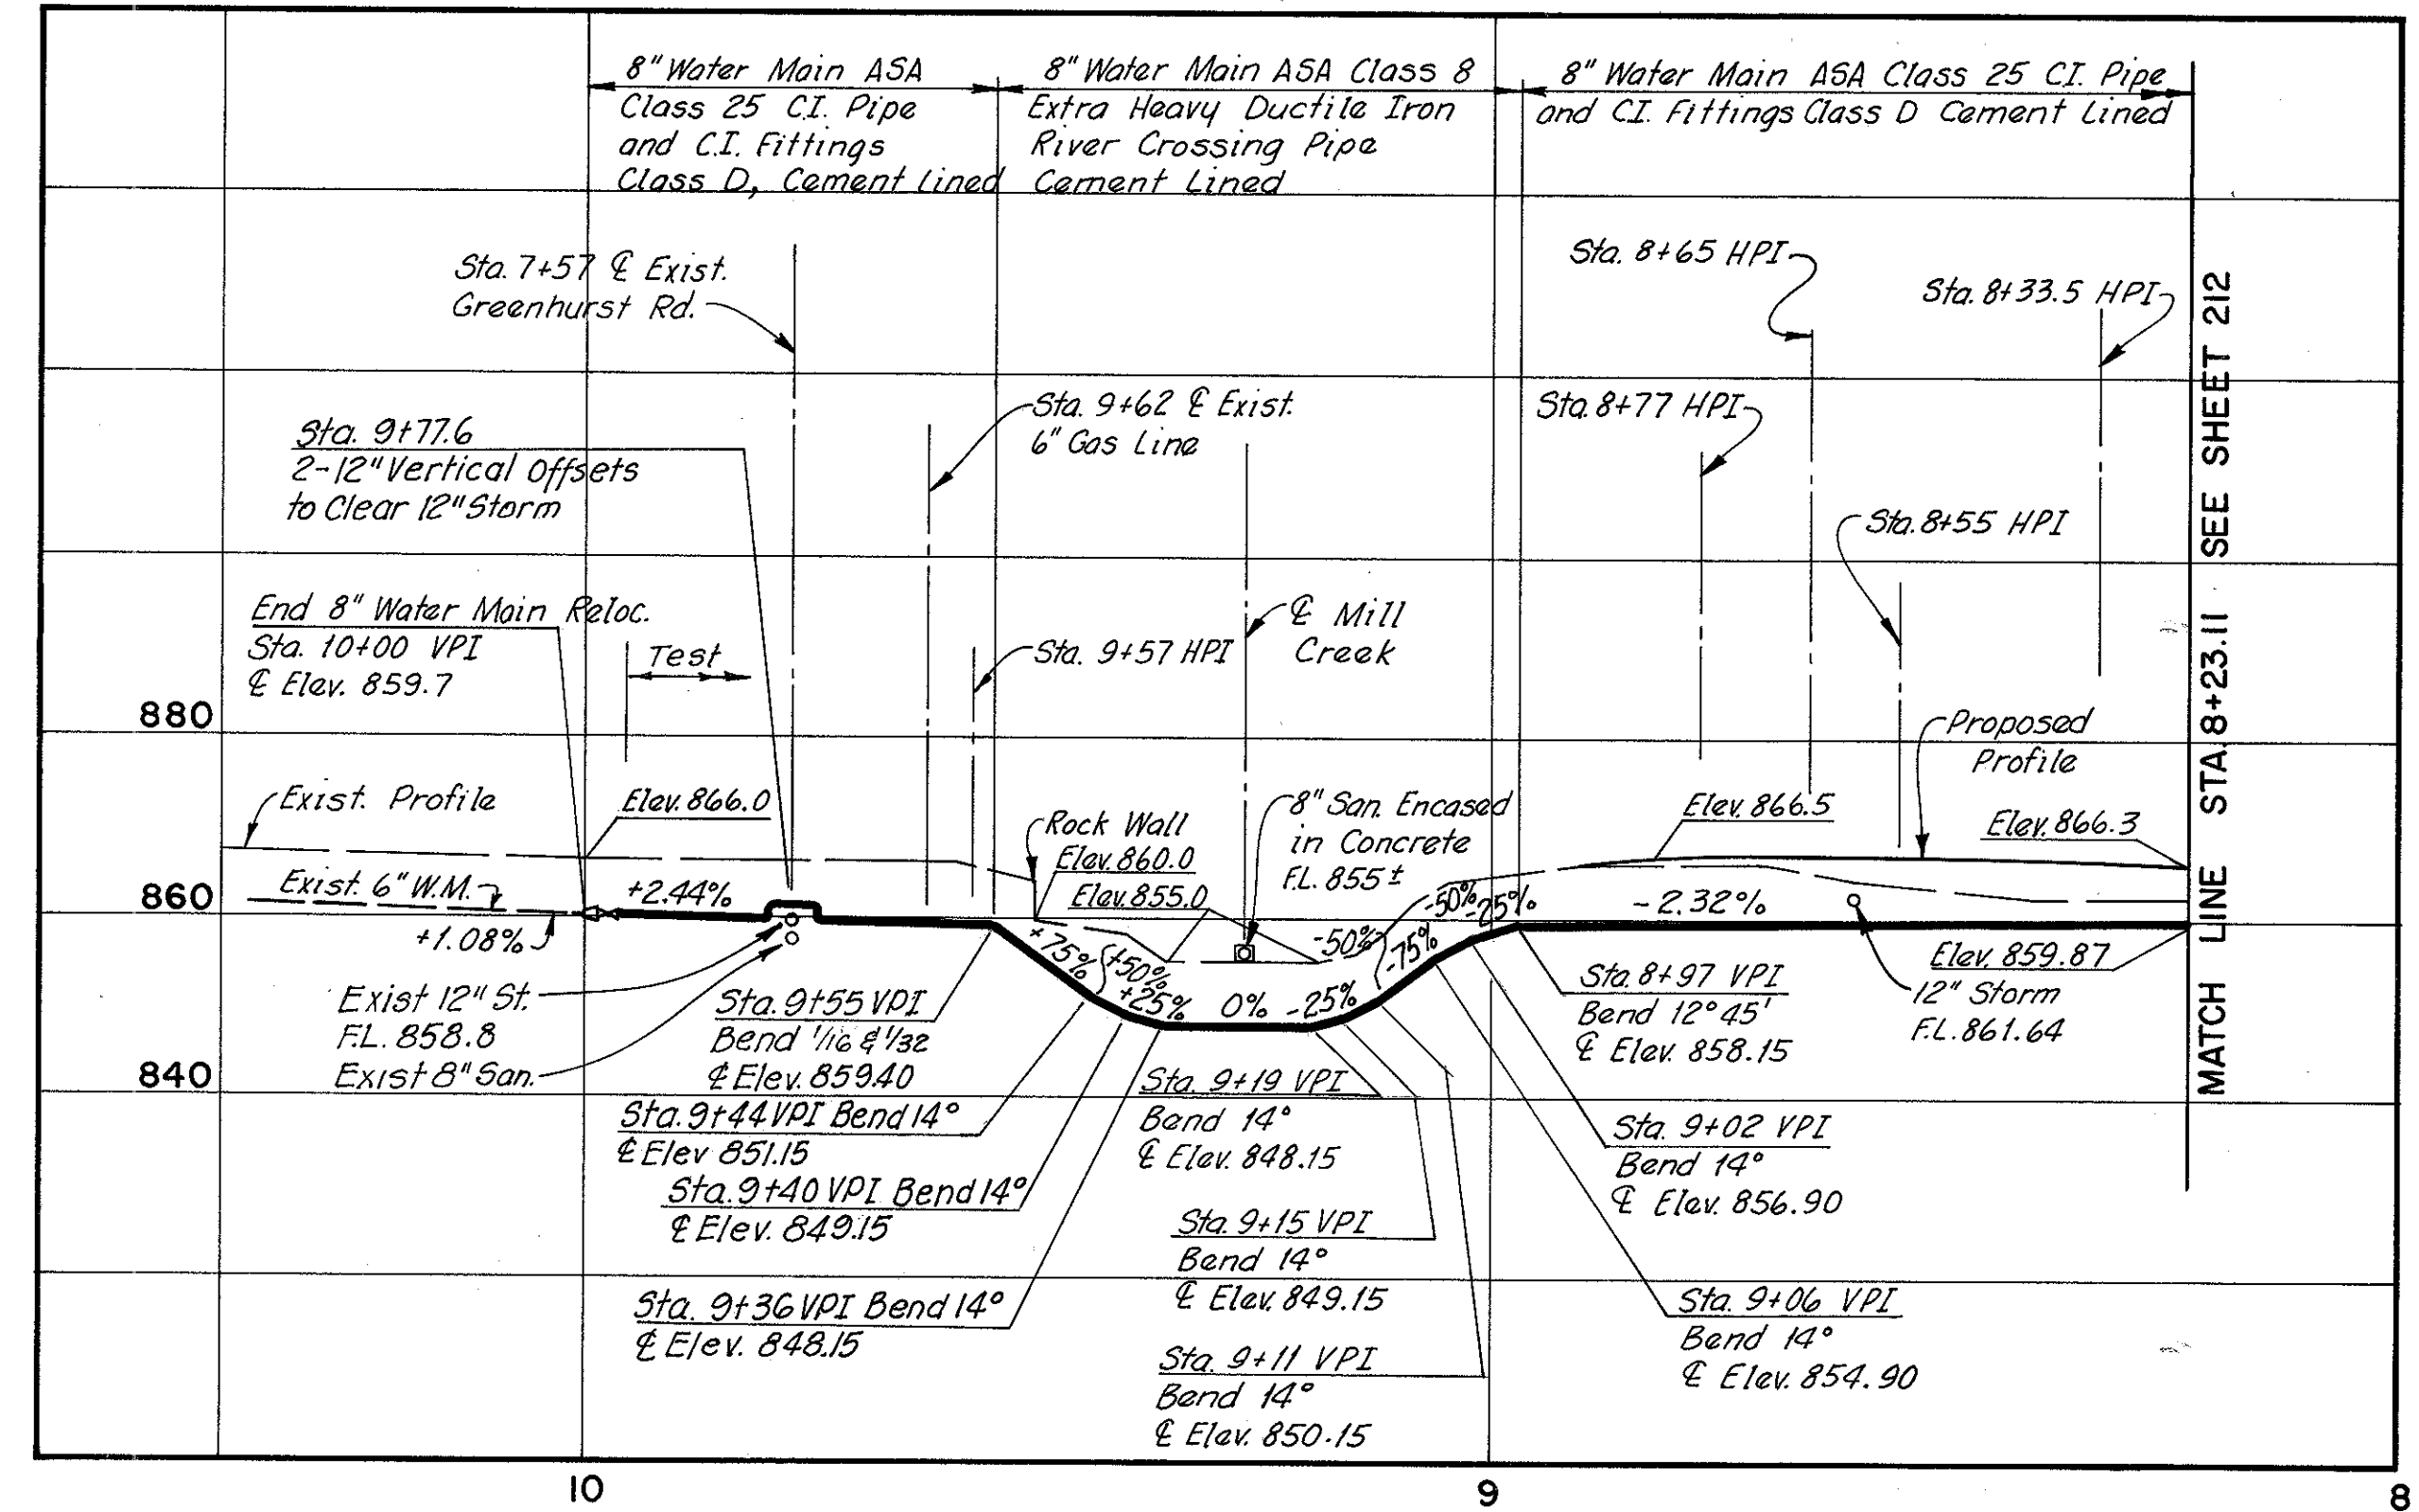 8" Water Main ASA
Class 25 C.I. Pipe
and C.I. Fittings
Class D, Cement Lined
8" Water Main ASA Class 8
Extra Heavy Ductile Iron
River Crossing Pipe
Cement Lined
8" Water Main ASA Class 25 CI. Pipe
and CI. Fittings Class D Cement Lined
Sta. 7+57 ℄ Exist.
Greenhurst Rd.
Sta. 8+65 HPI
Sta. 8+33.5 HPI
Sta. 9+77.6
2-12" Vertical Offsets
to Clear 12" Storm
Sta. 9+62 ℄ Exist.
6" Gas Line
Sta. 8+77 HPI
Sta. 8+55 HPI
End 8" Water Main Reloc.
Sta. 10+00 VPI
℄ Elev. 859.7
Test
Sta. 9+57 HPI
℄ Mill
Creek
MATCH LINE STA. 8+23.11 SEE SHEET 212
880
Proposed
Profile
Exist. Profile
Elev. 866.0
Rock Wall
Elev. 860.0
Elev. 855.0
8" San. Encased
in Concrete
F.L. 855±
Elev. 866.5
Elev. 866.3
860
Exist. 6" W.M.
+1.08%
+2.44%
+75%
+50%
+25%
0%
-25%
-50%
-75%
-50%
-25%
-2.32%
Elev. 859.87
12" Storm
F.L. 861.64
Exist 12" St.
F.L. 858.8
Exist 8" San.
840
Sta. 9+55 VPI
Bend 1/16 & 1/32
℄ Elev. 859.40
Sta. 9+44 VPI Bend 14°
℄ Elev 851.15
Sta. 9+40 VPI Bend 14°
℄ Elev. 849.15
Sta. 9+36 VPI Bend 14°
℄ Elev. 848.15
Sta. 9+19 VPI
Bend 14°
℄ Elev. 848.15
Sta. 9+15 VPI
Bend 14°
℄ Elev. 849.15
Sta. 9+11 VPI
Bend 14°
℄ Elev. 850.15
Sta. 8+97 VPI
Bend 12°45'
℄ Elev. 858.15
Sta. 9+02 VPI
Bend 14°
℄ Elev. 856.90
Sta. 9+06 VPI
Bend 14°
℄ Elev. 854.90
10
9
8